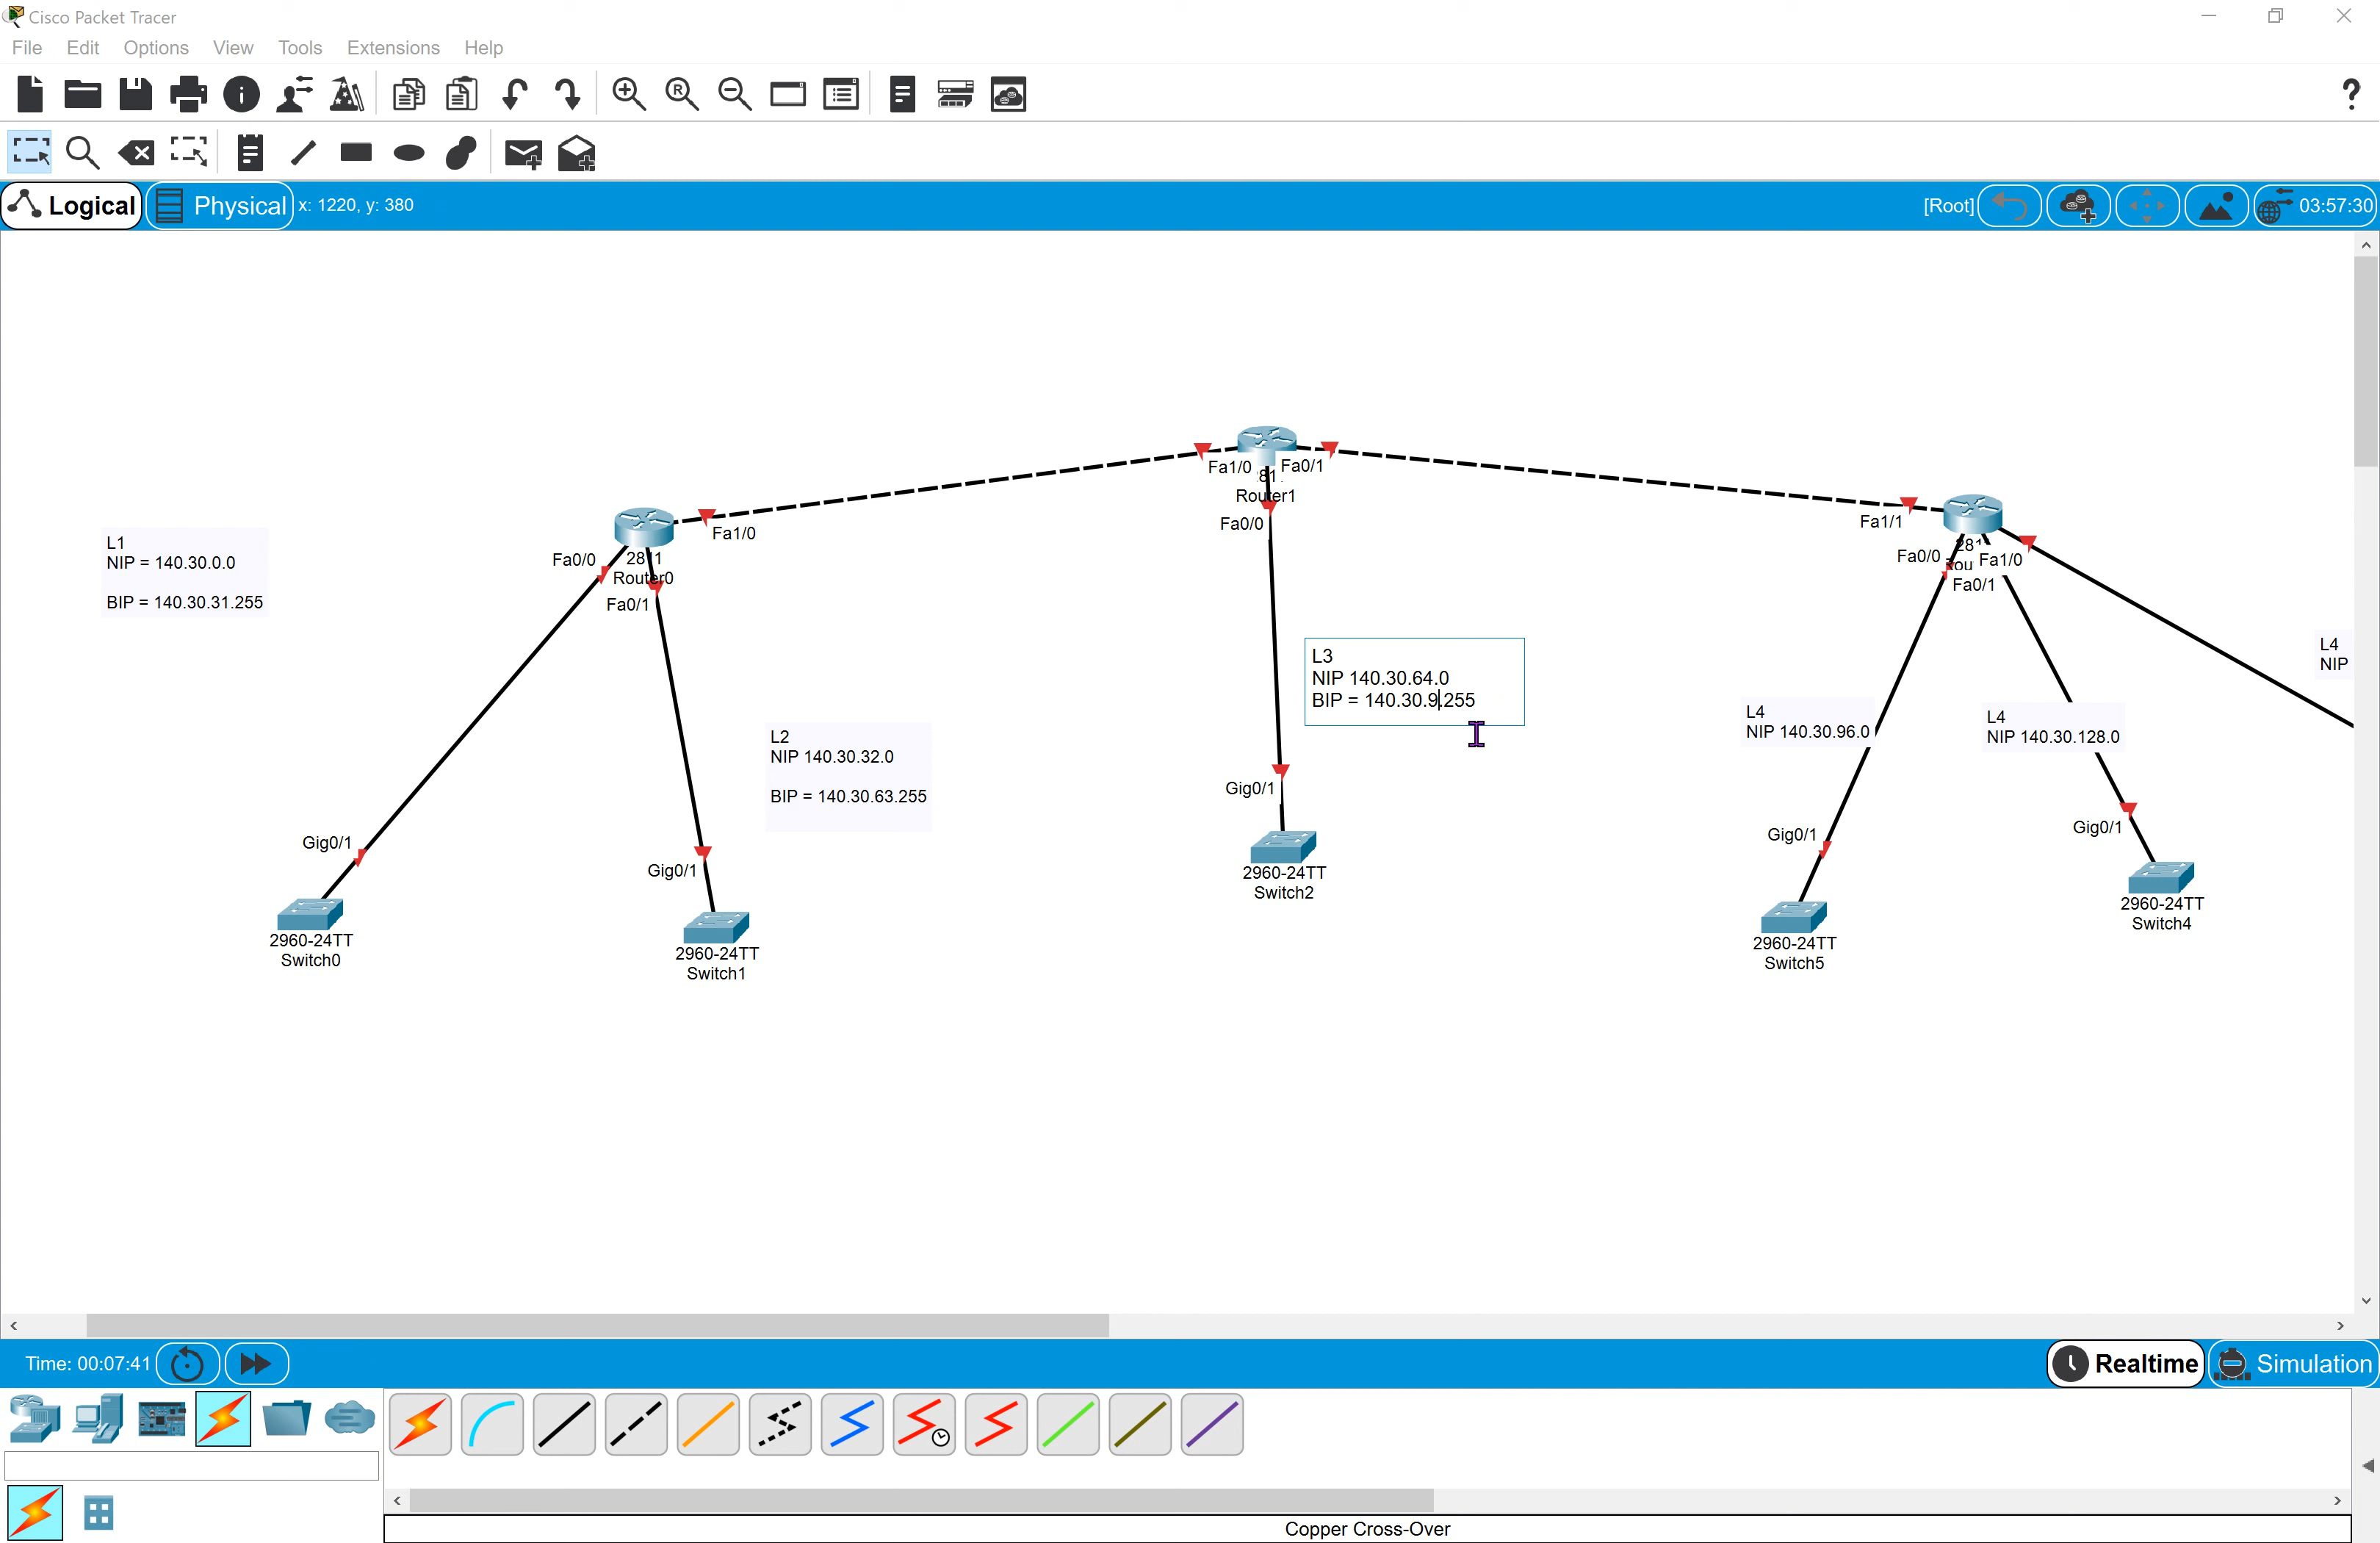 Cisco Packet Tracer
File Edit Options View Tools Extensions Help
Logical
Physical
x: 1220, y: 380
[Root]
03:57:30
Fa1/0
Fa0/1
Router1
Fa0/0
Fa1/0
Fa0/0
2811
Router0
Fa0/1
Fa1/1
Fa0/0
Fa1/0
Fa0/1
L1
NIP = 140.30.0.0
BIP = 140.30.31.255
L3
NIP 140.30.64.0
BIP = 140.30.9.255
L4
NIP
L2
NIP 140.30.32.0
BIP = 140.30.63.255
L4
NIP 140.30.96.0
L4
NIP 140.30.128.0
Gig0/1
Gig0/1
Gig0/1
Gig0/1
Gig0/1
2960-24TT
Switch2
2960-24TT
Switch4
2960-24TT
Switch0
2960-24TT
Switch1
2960-24TT
Switch5
Time: 00:07:41
Realtime
Simulation
Copper Cross-Over